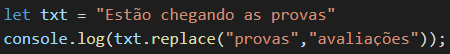 let txt = "Estão chegando as provas"
console.log(txt.replace("provas","avaliações"));